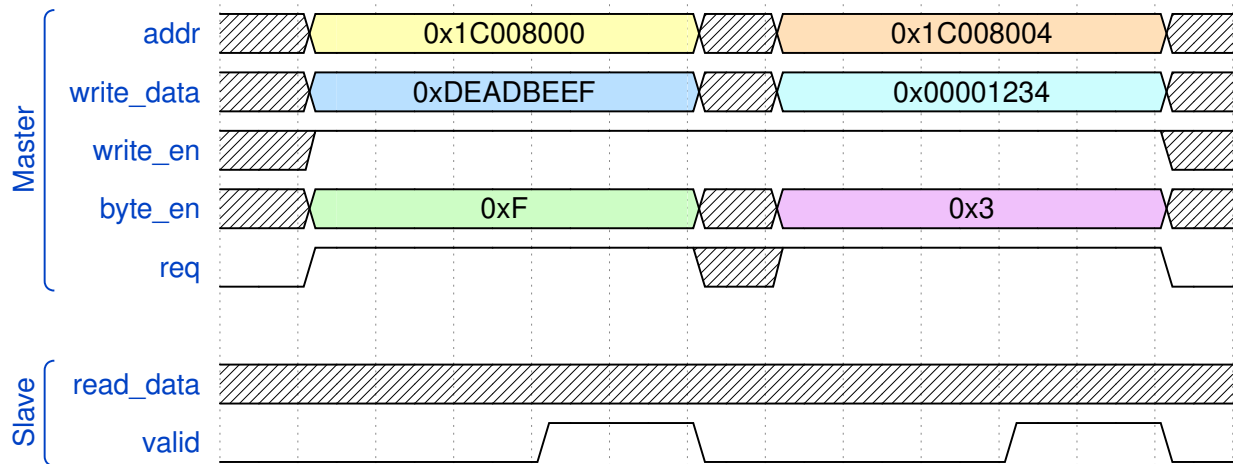 Master
addr 0x1C008000 0x1C008004
write_data 0xDEADBEEF 0x00001234
write_en
byte_en 0xF 0x3
req
Slave
read_data
valid